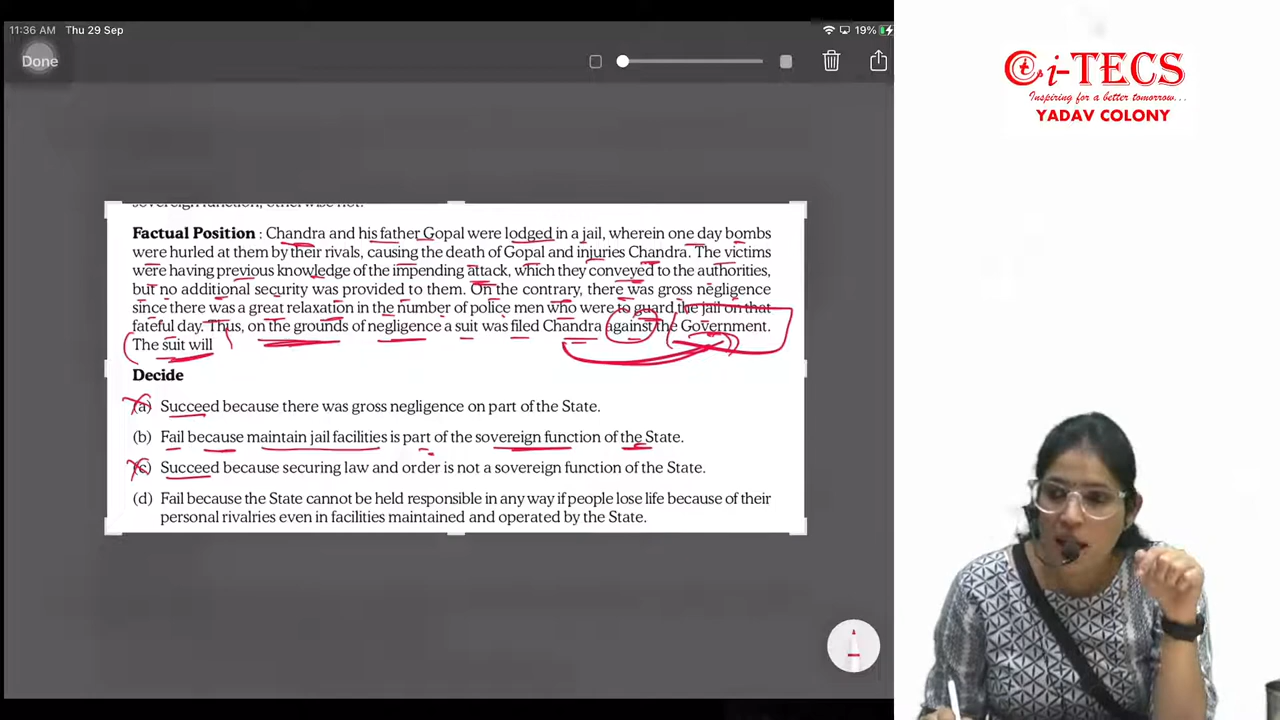 11:36 AM Thu 29 Sep
19%
Done
sovereign function, otherwise not.
Factual Position : Chandra and his father Gopal were lodged in a jail, wherein one day bombs
were hurled at them by their rivals, causing the death of Gopal and injuries Chandra. The victims
were having previous knowledge of the impending attack, which they conveyed to the authorities,
but no additional security was provided to them. On the contrary, there was gross negligence
since there was a great relaxation in the number of police men who were to guard the jail on that
fateful day. Thus, on the grounds of negligence a suit was filed Chandra against the Government.
The suit will
Decide
(a) Succeed because there was gross negligence on part of the State.
(b) Fail because maintain jail facilities is part of the sovereign function of the State.
(c) Succeed because securing law and order is not a sovereign function of the State.
(d) Fail because the State cannot be held responsible in any way if people lose life because of their
personal rivalries even in facilities maintained and operated by the State.
i-TECS
Inspiring for a better tomorrow...
YADAV COLONY